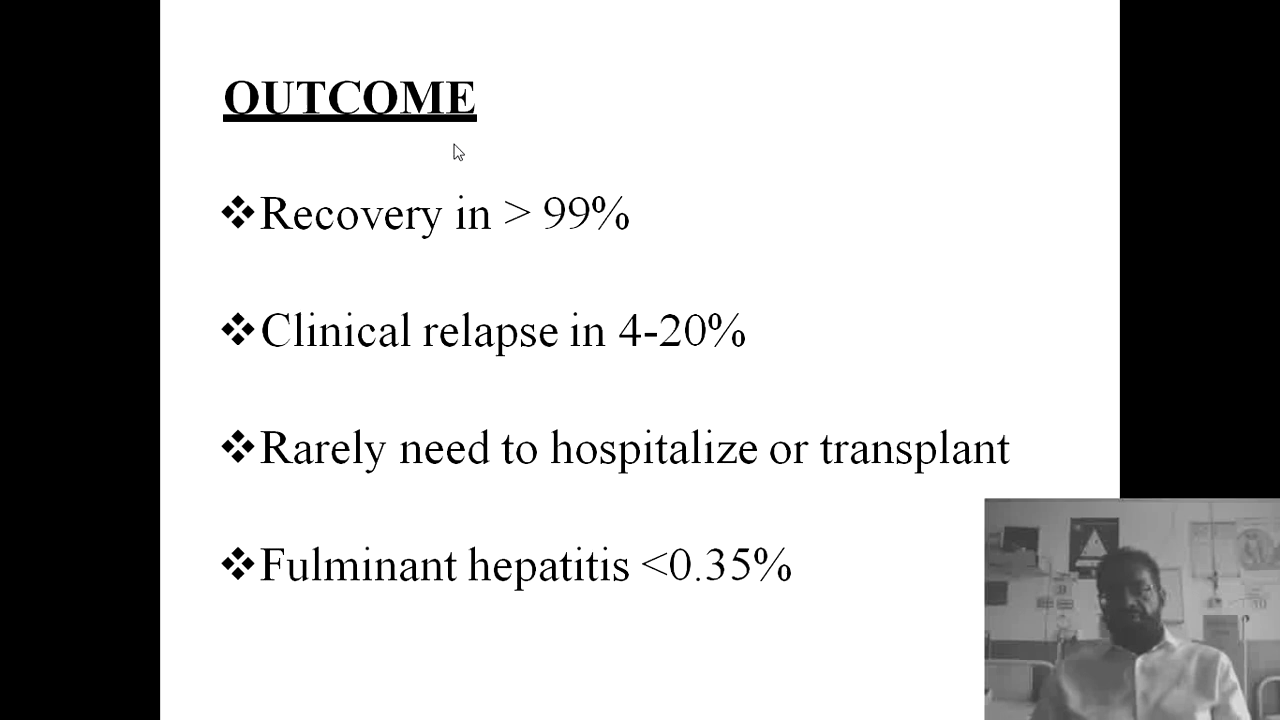 OUTCOME
❖Recovery in > 99%
❖Clinical relapse in 4-20%
❖Rarely need to hospitalize or transplant
❖Fulminant hepatitis <0.35%